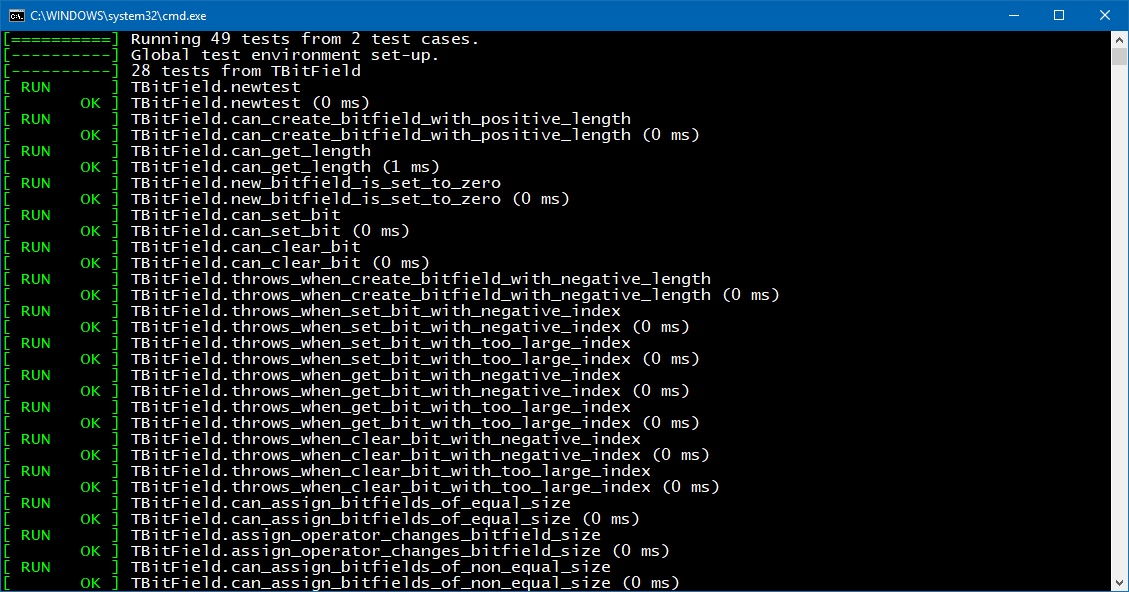 C:\WINDOWS\system32\cmd.exe
[==========] Running 49 tests from 2 test cases.
[----------] Global test environment set-up.
[----------] 28 tests from TBitField
[ RUN      ] TBitField.newtest
[       OK ] TBitField.newtest (0 ms)
[ RUN      ] TBitField.can_create_bitfield_with_positive_length
[       OK ] TBitField.can_create_bitfield_with_positive_length (0 ms)
[ RUN      ] TBitField.can_get_length
[       OK ] TBitField.can_get_length (1 ms)
[ RUN      ] TBitField.new_bitfield_is_set_to_zero
[       OK ] TBitField.new_bitfield_is_set_to_zero (0 ms)
[ RUN      ] TBitField.can_set_bit
[       OK ] TBitField.can_set_bit (0 ms)
[ RUN      ] TBitField.can_clear_bit
[       OK ] TBitField.can_clear_bit (0 ms)
[ RUN      ] TBitField.throws_when_create_bitfield_with_negative_length
[       OK ] TBitField.throws_when_create_bitfield_with_negative_length (0 ms)
[ RUN      ] TBitField.throws_when_set_bit_with_negative_index
[       OK ] TBitField.throws_when_set_bit_with_negative_index (0 ms)
[ RUN      ] TBitField.throws_when_set_bit_with_too_large_index
[       OK ] TBitField.throws_when_set_bit_with_too_large_index (0 ms)
[ RUN      ] TBitField.throws_when_get_bit_with_negative_index
[       OK ] TBitField.throws_when_get_bit_with_negative_index (0 ms)
[ RUN      ] TBitField.throws_when_get_bit_with_too_large_index
[       OK ] TBitField.throws_when_get_bit_with_too_large_index (0 ms)
[ RUN      ] TBitField.throws_when_clear_bit_with_negative_index
[       OK ] TBitField.throws_when_clear_bit_with_negative_index (0 ms)
[ RUN      ] TBitField.throws_when_clear_bit_with_too_large_index
[       OK ] TBitField.throws_when_clear_bit_with_too_large_index (0 ms)
[ RUN      ] TBitField.can_assign_bitfields_of_equal_size
[       OK ] TBitField.can_assign_bitfields_of_equal_size (0 ms)
[ RUN      ] TBitField.assign_operator_changes_bitfield_size
[       OK ] TBitField.assign_operator_changes_bitfield_size (0 ms)
[ RUN      ] TBitField.can_assign_bitfields_of_non_equal_size
[       OK ] TBitField.can_assign_bitfields_of_non_equal_size (0 ms)